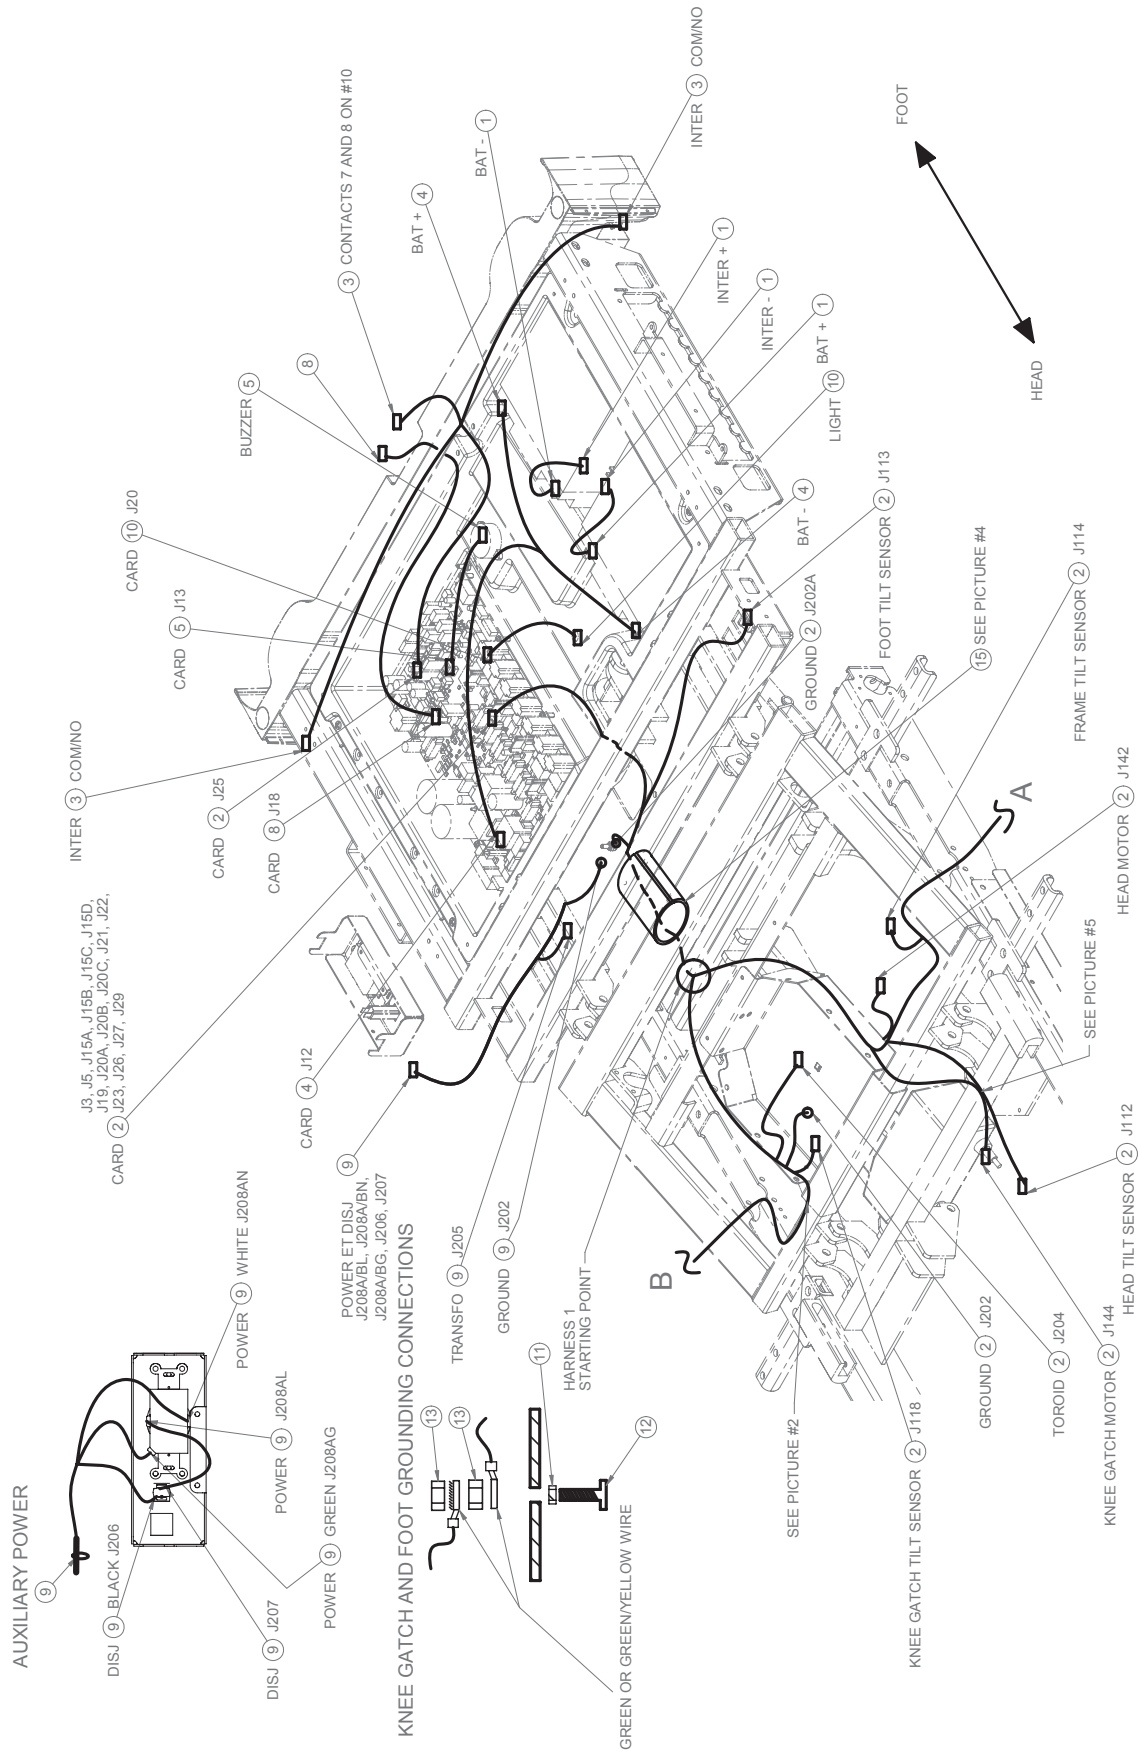 AUXILIARY POWER
9
DISJ 9 BLACK J206
DISJ 9 J207
POWER 9 GREEN J208AG
POWER 9 J208AL
POWER 9 WHITE J208AN
KNEE GATCH AND FOOT GROUNDING CONNECTIONS
13
13
11
12
GREEN OR GREEN/YELLOW WIRE
J3, J5, J15A, J15B, J15C, J15D,
J19, J20A, J20B, J20C, J21, J22,
CARD 2 J23, J26, J27, J29
INTER 3 COM/NO
CARD 2 J25
CARD 8 J18
CARD 5 J13
CARD 10 J20
BUZZER 5
8
3 CONTACTS 7 AND 8 ON #10
BAT + 4
BAT - 1
INTER 3 COM/NO
CARD 4 J12
POWER ET DISJ 9
J208A/BL, J208A/BN,
J208A/BG, J206, J207
TRANSFO 9 J205
GROUND 9 J202
HARNESS 1
STARTING POINT
SEE PICTURE #2
KNEE GATCH TILT SENSOR 2 J118
GROUND 2 J202
TOROID 2 J204
KNEE GATCH MOTOR 2 J144
HEAD TILT SENSOR 2 J112
SEE PICTURE #5
HEAD MOTOR 2 J142
FRAME TILT SENSOR 2 J114
15 SEE PICTURE #4
FOOT TILT SENSOR 2 J113
GROUND 2 J202A
BAT - 4
LIGHT 10
BAT + 1
INTER - 1
INTER + 1
A
B
FOOT
HEAD